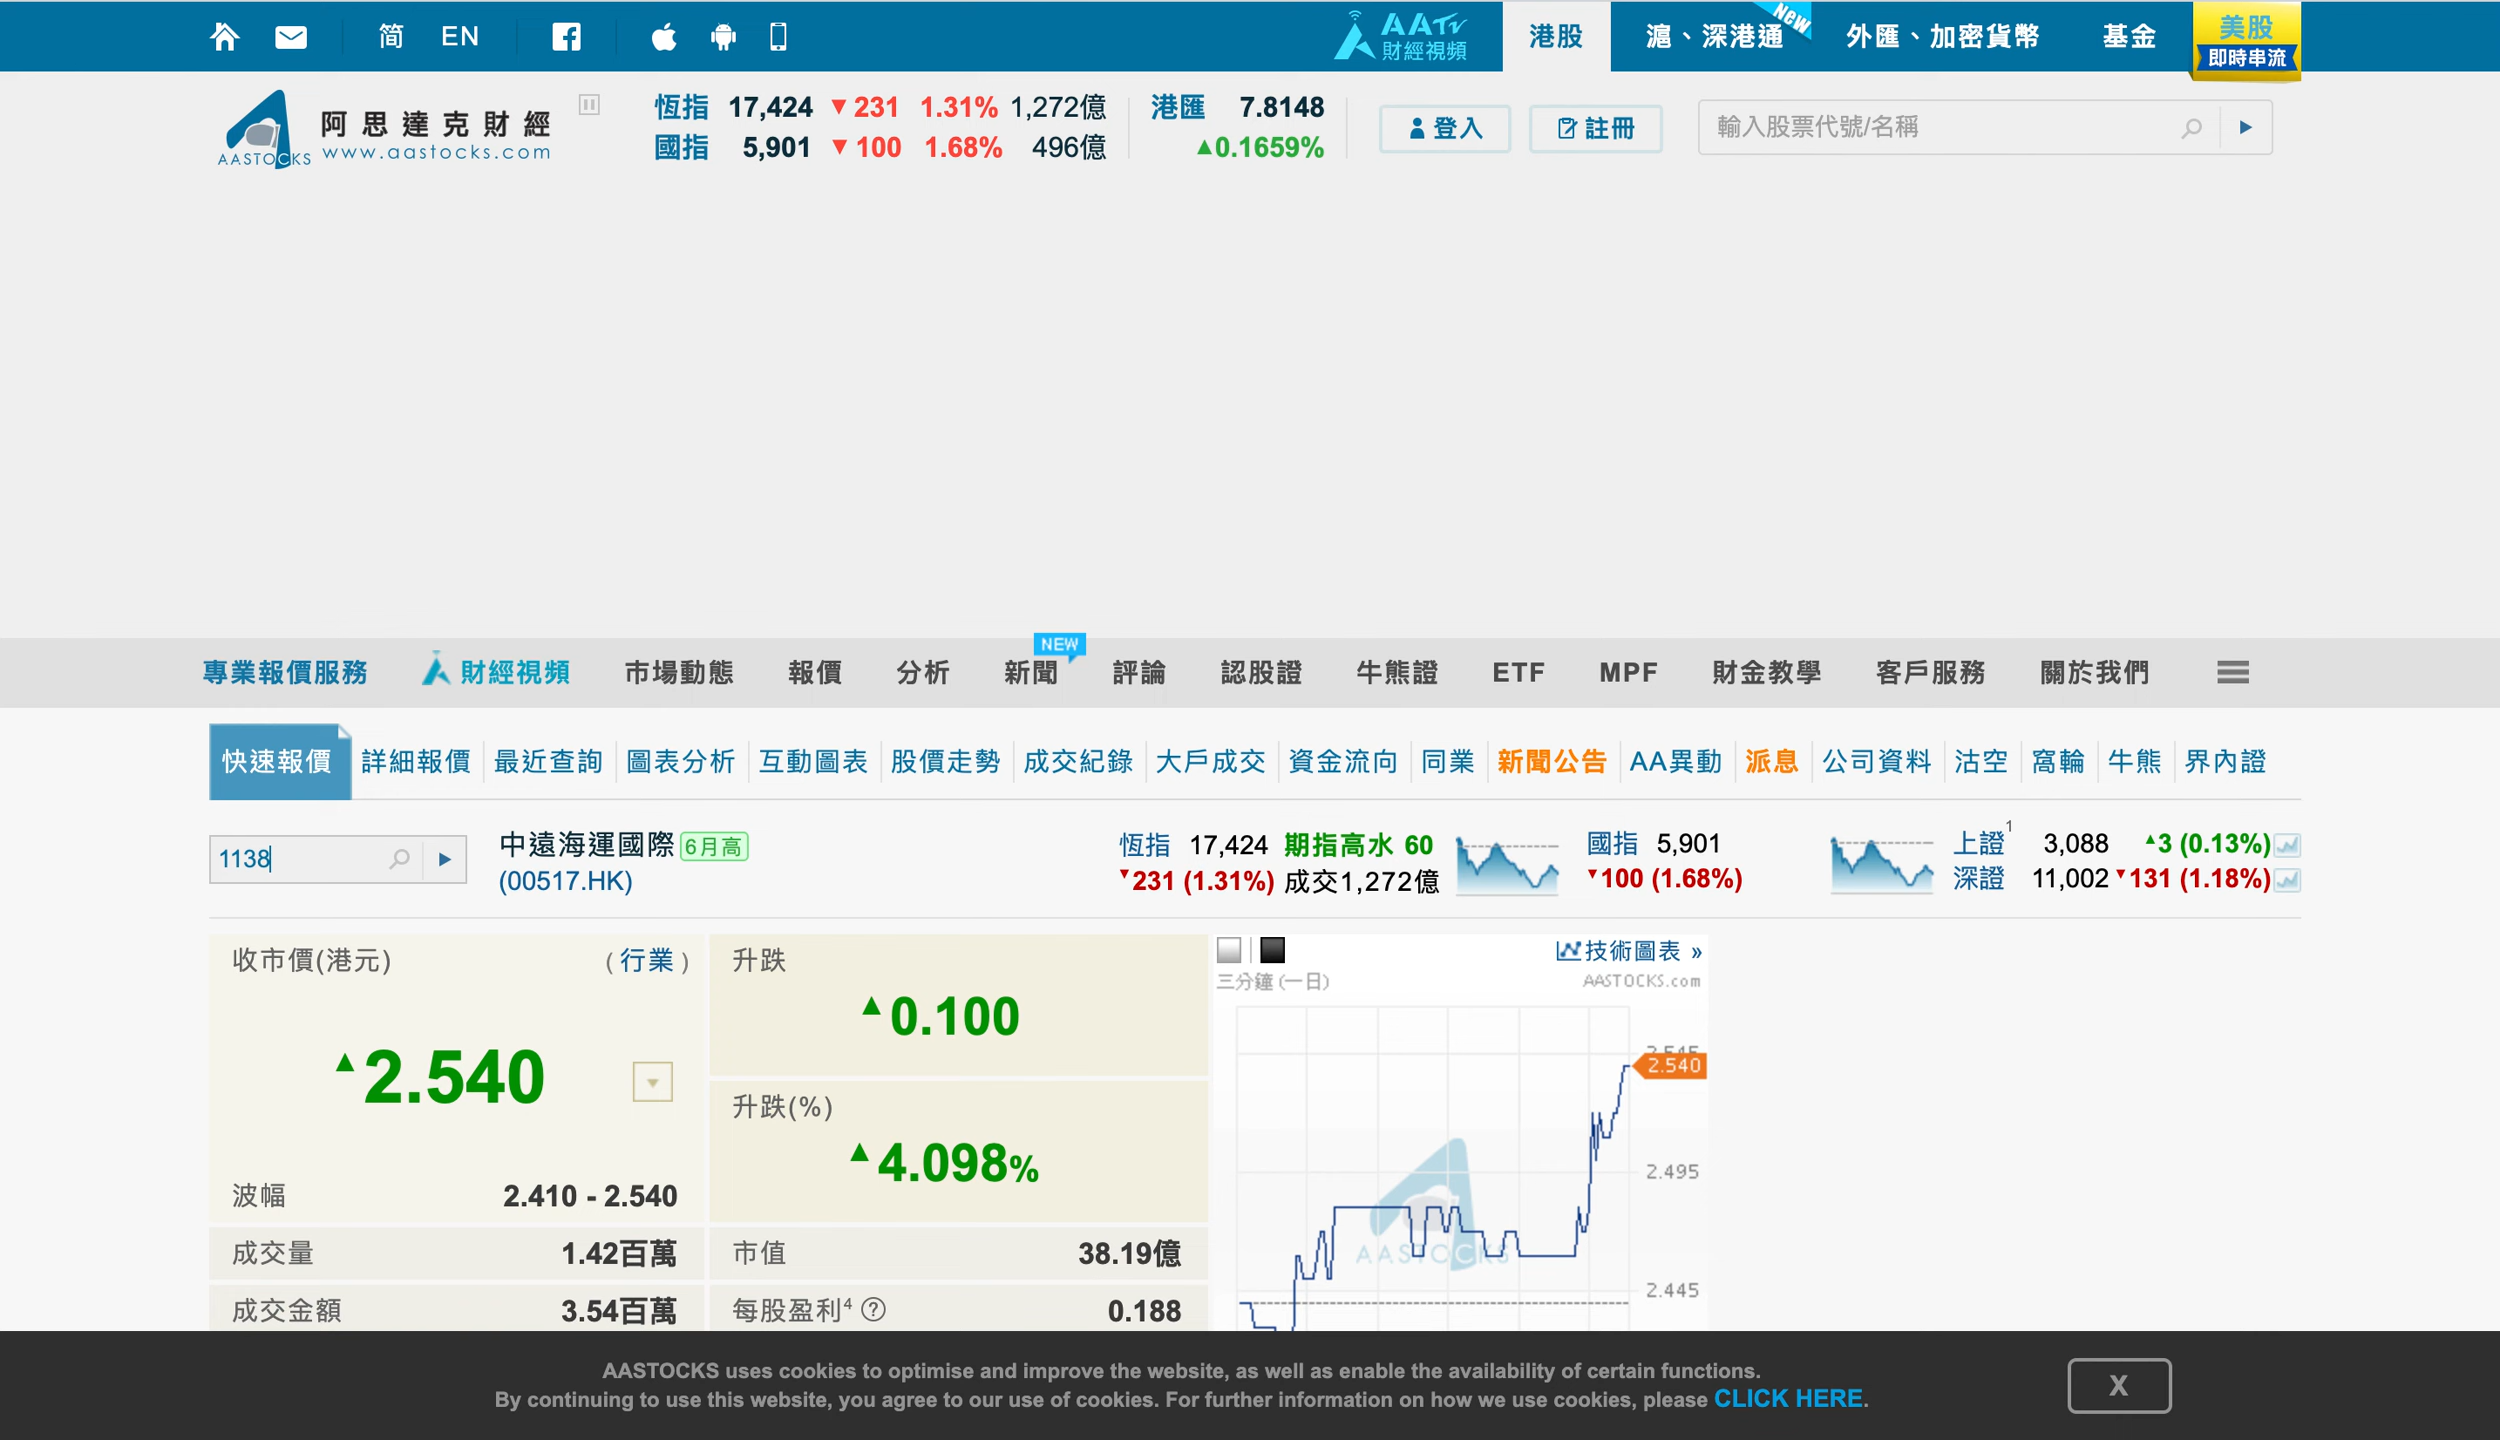 简 EN
AATV 財經視頻
港股
滬、深港通 New
外匯、加密貨幣
基金
美股 即時串流
AASTOCKS
阿思達克財經
www.aastocks.com
恆指 17,424 ▼231 1.31% 1,272億
國指 5,901 ▼100 1.68% 496億
港匯 7.8148
▲0.1659%
登入
註冊
輸入股票代號/名稱
專業報價服務 財經視頻 市場動態 報價 分析 新聞 NEW 評論 認股證 牛熊證 ETF MPF 財金教學 客戶服務 關於我們
快速報價 詳細報價 最近查詢 圖表分析 互動圖表 股價走勢 成交紀錄 大戶成交 資金流向 同業 新聞公告 AA異動 派息 公司資料 沽空 窩輪 牛熊 界內證
1138
中遠海運國際 6月高
(00517.HK)
恆指 17,424 期指高水 60
▼231 (1.31%) 成交1,272億
國指 5,901
▼100 (1.68%)
上證1 3,088 ▲3 (0.13%)
深證 11,002 ▼131 (1.18%)
收市價(港元) (行業)
▲2.540
波幅 2.410 - 2.540
升跌
▲0.100
升跌(%)
▲4.098%
成交量 1.42百萬
市值 38.19億
成交金額 3.54百萬
每股盈利4 ? 0.188
技術圖表 »
三分鐘 (一日) AASTOCKS.com
2.545
2.540
2.495
AASTOCKS
2.445
AASTOCKS uses cookies to optimise and improve the website, as well as enable the availability of certain functions.
By continuing to use this website, you agree to our use of cookies. For further information on how we use cookies, please CLICK HERE.
X